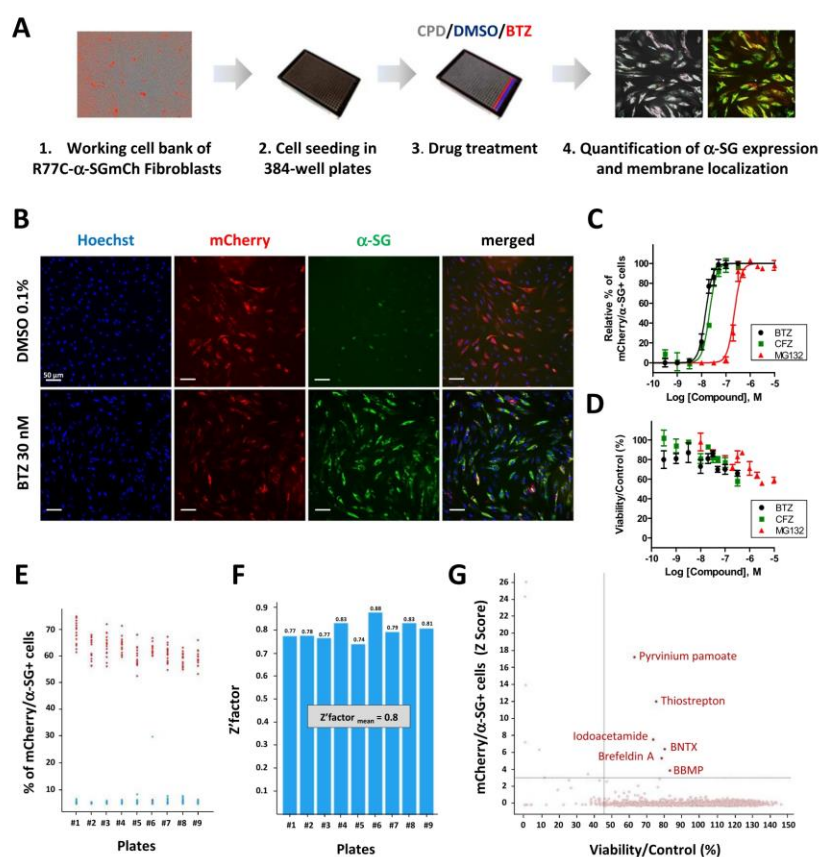 A
CPD/DMSO/BTZ
1. Working cell bank of
R77C-α-SGmCh Fibroblasts
2. Cell seeding in
384-well plates
3. Drug treatment
4. Quantification of α-SG expression
and membrane localization
B
Hoechst
mCherry
α-SG
merged
DMSO 0.1%
50 µm
BTZ 30 nM
C
Relative % of
mCherry/α-SG+ cells
100
80
60
40
20
0
BTZ
CFZ
MG132
-10 -9 -8 -7 -6 -5
Log [Compound], M
D
Viability/Control (%)
100
80
60
40
20
0
BTZ
CFZ
MG132
-10 -9 -8 -7 -6 -5
Log [Compound], M
E
% of mCherry/α-SG+ cells
70
60
50
40
30
20
10
#1 #2 #3 #4 #5 #6 #7 #8 #9
Plates
F
Z'factor
0.9
0.8
0.7
0.6
0.5
0.4
0.3
0.2
0.1
0.77 0.78 0.77 0.83 0.74 0.88 0.79 0.83 0.81
Z'factor mean = 0.8
#1 #2 #3 #4 #5 #6 #7 #8 #9
Plates
G
mCherry/α-SG+ cells (Z Score)
26
24
22
20
18
16
14
12
10
8
6
4
2
0
Pyrvinium pamoate
Thiostrepton
Iodoacetamide
BNTX
Brefeldin A
BBMP
0 10 20 30 40 50 60 70 80 90 100 110 120 130 140 150
Viability/Control (%)